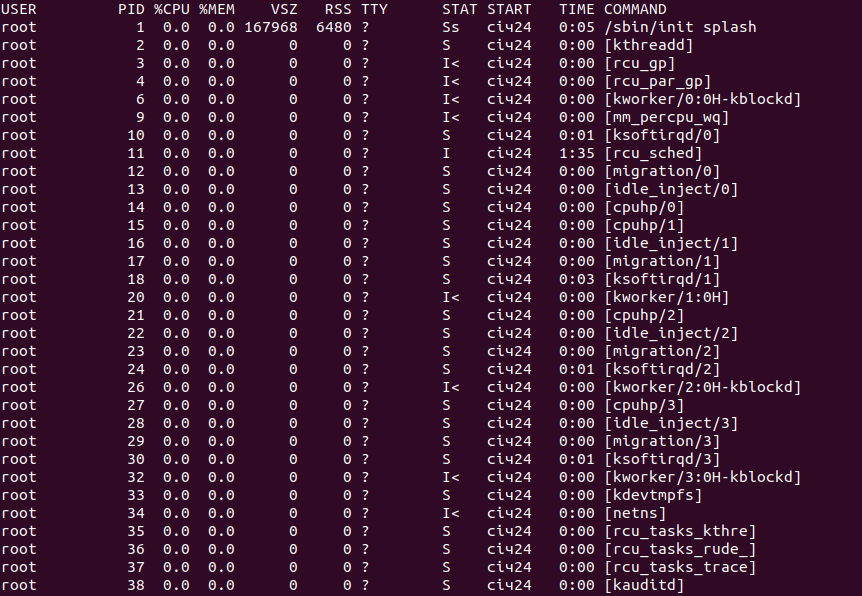 USER PID %CPU %MEM VSZ RSS TTY STAT START TIME COMMAND
root 1 0.0 0.0 167968 6480 ? Ss січ24 0:05 /sbin/init splash
root 2 0.0 0.0 0 0 ? S січ24 0:00 [kthreadd]
root 3 0.0 0.0 0 0 ? I< січ24 0:00 [rcu_gp]
root 4 0.0 0.0 0 0 ? I< січ24 0:00 [rcu_par_gp]
root 6 0.0 0.0 0 0 ? I< січ24 0:00 [kworker/0:0H-kblockd]
root 9 0.0 0.0 0 0 ? I< січ24 0:00 [mm_percpu_wq]
root 10 0.0 0.0 0 0 ? S січ24 0:01 [ksoftirqd/0]
root 11 0.0 0.0 0 0 ? I січ24 1:35 [rcu_sched]
root 12 0.0 0.0 0 0 ? S січ24 0:00 [migration/0]
root 13 0.0 0.0 0 0 ? S січ24 0:00 [idle_inject/0]
root 14 0.0 0.0 0 0 ? S січ24 0:00 [cpuhp/0]
root 15 0.0 0.0 0 0 ? S січ24 0:00 [cpuhp/1]
root 16 0.0 0.0 0 0 ? S січ24 0:00 [idle_inject/1]
root 17 0.0 0.0 0 0 ? S січ24 0:00 [migration/1]
root 18 0.0 0.0 0 0 ? S січ24 0:03 [ksoftirqd/1]
root 20 0.0 0.0 0 0 ? I< січ24 0:00 [kworker/1:0H]
root 21 0.0 0.0 0 0 ? S січ24 0:00 [cpuhp/2]
root 22 0.0 0.0 0 0 ? S січ24 0:00 [idle_inject/2]
root 23 0.0 0.0 0 0 ? S січ24 0:00 [migration/2]
root 24 0.0 0.0 0 0 ? S січ24 0:01 [ksoftirqd/2]
root 26 0.0 0.0 0 0 ? I< січ24 0:00 [kworker/2:0H-kblockd]
root 27 0.0 0.0 0 0 ? S січ24 0:00 [cpuhp/3]
root 28 0.0 0.0 0 0 ? S січ24 0:00 [idle_inject/3]
root 29 0.0 0.0 0 0 ? S січ24 0:00 [migration/3]
root 30 0.0 0.0 0 0 ? S січ24 0:01 [ksoftirqd/3]
root 32 0.0 0.0 0 0 ? I< січ24 0:00 [kworker/3:0H-kblockd]
root 33 0.0 0.0 0 0 ? S січ24 0:00 [kdevtmpfs]
root 34 0.0 0.0 0 0 ? I< січ24 0:00 [netns]
root 35 0.0 0.0 0 0 ? S січ24 0:00 [rcu_tasks_kthre]
root 36 0.0 0.0 0 0 ? S січ24 0:00 [rcu_tasks_rude_]
root 37 0.0 0.0 0 0 ? S січ24 0:00 [rcu_tasks_trace]
root 38 0.0 0.0 0 0 ? S січ24 0:00 [kauditd]